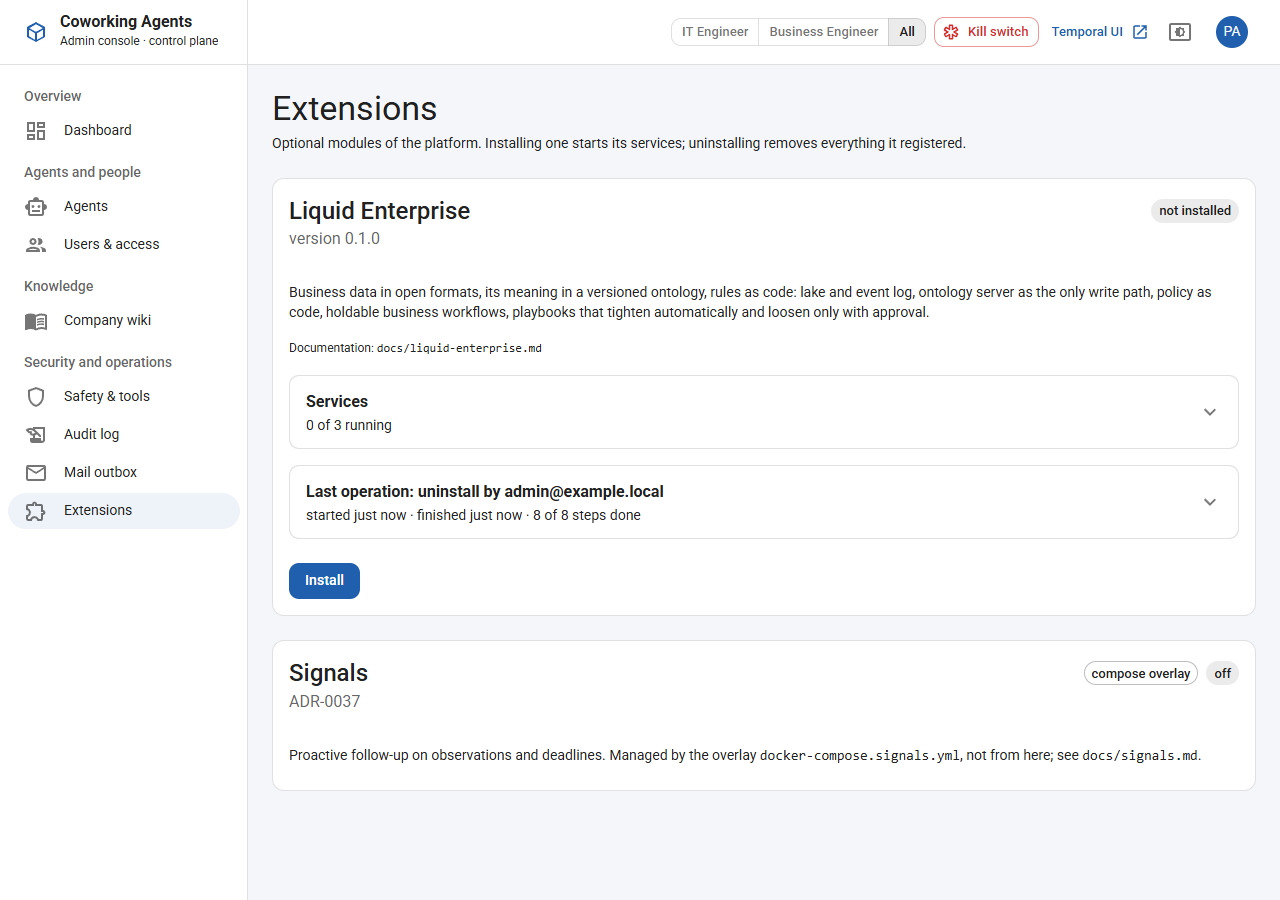 Coworking Agents
Admin console · control plane
IT Engineer
Business Engineer
All
Kill switch
Temporal UI
PA
Overview
Dashboard
Agents and people
Agents
Users & access
Knowledge
Company wiki
Security and operations
Safety & tools
Audit log
Mail outbox
Extensions
Extensions
Optional modules of the platform. Installing one starts its services; uninstalling removes everything it registered.
Liquid Enterprise
not installed
version 0.1.0
Business data in open formats, its meaning in a versioned ontology, rules as code: lake and event log, ontology server as the only write path, policy as
code, holdable business workflows, playbooks that tighten automatically and loosen only with approval.
Documentation: docs/liquid-enterprise.md
Services
0 of 3 running
Last operation: uninstall by admin@example.local
started just now · finished just now · 8 of 8 steps done
Install
Signals
compose overlay
off
ADR-0037
Proactive follow-up on observations and deadlines. Managed by the overlay docker-compose.signals.yml, not from here; see docs/signals.md.